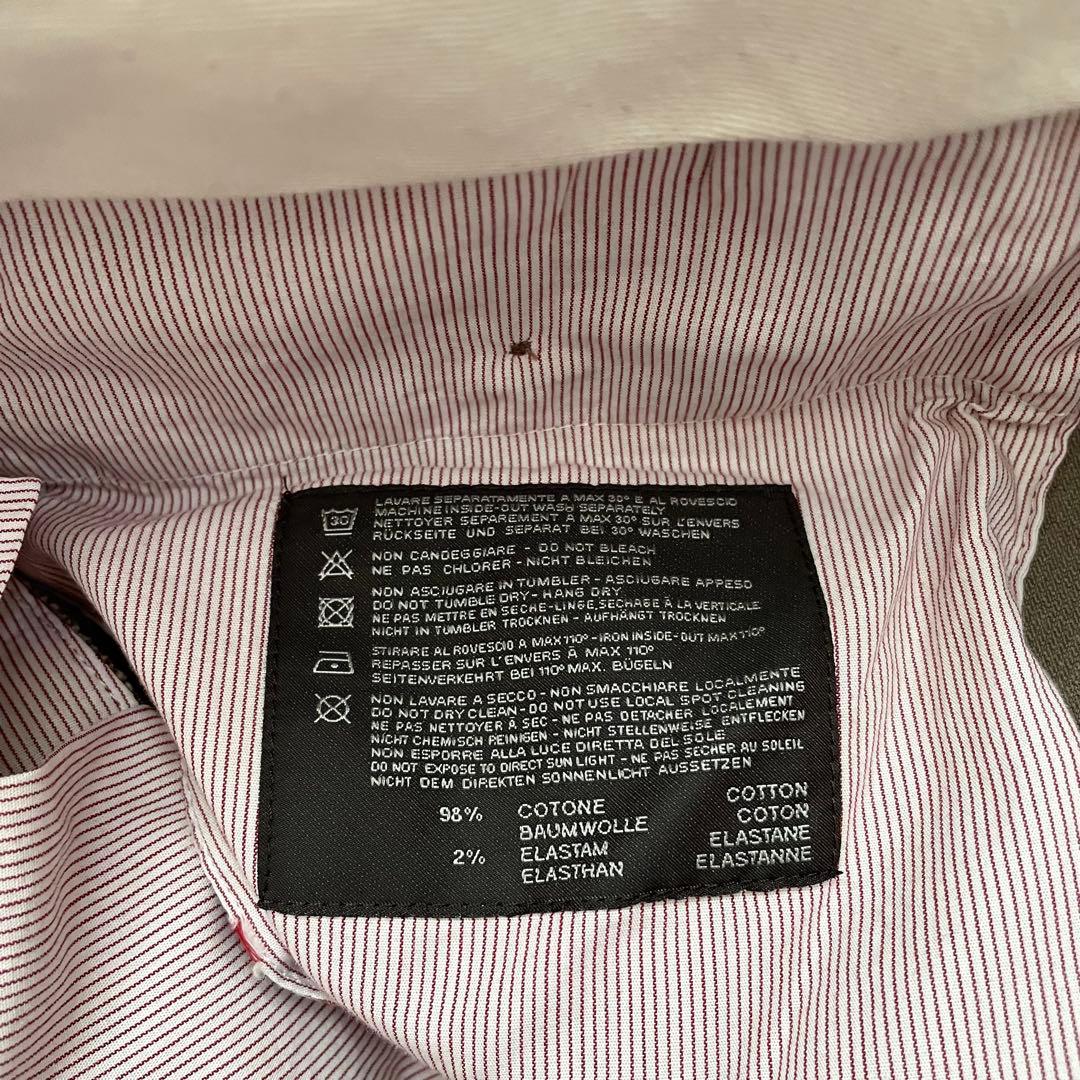 LAVARE SEPARATAMENTE A MAX 30° E AL ROVESCIO
MACHINE INSIDE-OUT WASH SEPARATELY
30
NETTOYER SEPAREMENT A MAX 30° SUR L'ENVERS
RÜCKSEITE UND SEPARAT BEI 30° WASCHEN
NON CANDEGGIARE - DO NOT BLEACH
NE PAS CHLORER - NICHT BLEICHEN
NON ASCIUGARE IN TUMBLER - ASCIUGARE APPESO
DO NOT TUMBLE DRY - HANG DRY
NE PAS METTRE EN SECHE-LINGE, SECHAGE À LA VERTICALE
NICHT IN TUMBLER TROCKNEN - AUFHÄNGT TROCKNEN
STIRARE AL ROVESCIO A MAX 110° - IRON INSIDE-OUT MAX 110°
REPASSER SUR L'ENVERS À MAX 110°
SEITENVERKEHRT BEI 110° MAX. BÜGELN
NON LAVARE A SECCO - NON SMACCHIARE LOCALMENTE
DO NOT DRY CLEAN - DO NOT USE LOCAL SPOT CLEANING
NE PAS NETTOYER À SEC - NE PAS DETACHER LOCALEMENT
NICHT CHEMISCH REINIGEN - NICHT STELLENWEISE ENTFLECKEN
NON ESPORRE ALLA LUCE DIRETTA DEL SOLE
DO NOT EXPOSE TO DIRECT SUN LIGHT - NE PAS SECHER AU SOLEIL
NICHT DEM DIREKTEN SONNENLICHT AUSSETZEN
98% COTONE COTTON
BAUMWOLLE COTON
2% ELASTAM ELASTANE
ELASTHAN ELASTANNE